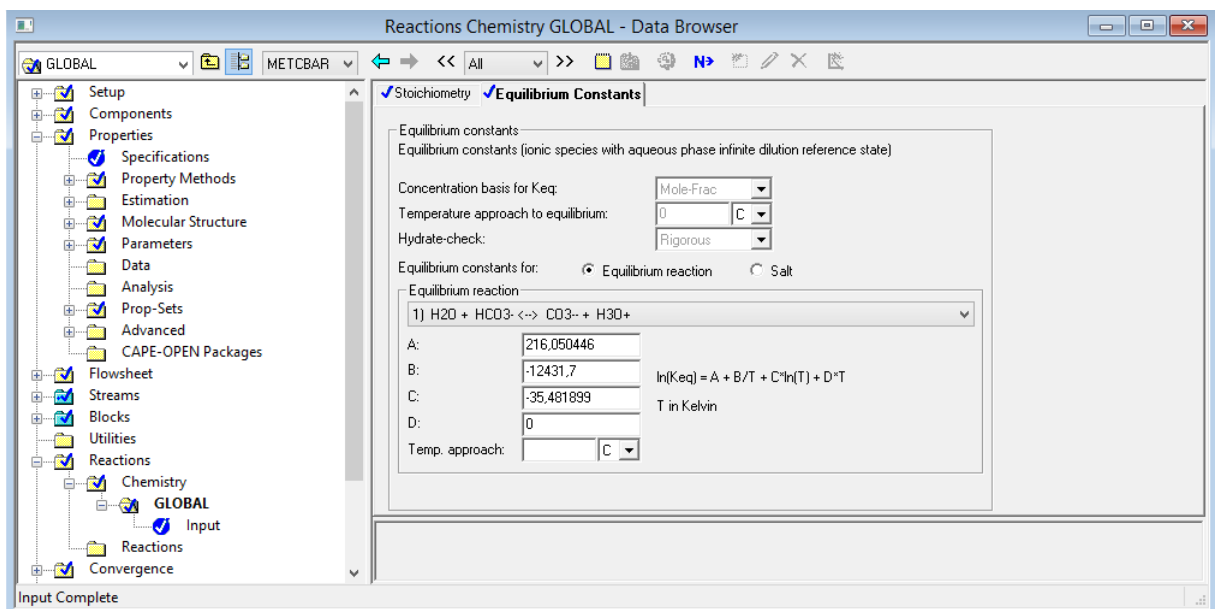 Reactions Chemistry GLOBAL - Data Browser
GLOBAL METCBAR << All >> N>
Setup
Components
Properties
Specifications
Property Methods
Estimation
Molecular Structure
Parameters
Data
Analysis
Prop-Sets
Advanced
CAPE-OPEN Packages
Flowsheet
Streams
Blocks
Utilities
Reactions
Chemistry
GLOBAL
Input
Reactions
Convergence
Stoichiometry Equilibrium Constants
Equilibrium constants
Equilibrium constants (ionic species with aqueous phase infinite dilution reference state)
Concentration basis for Keq: Mole-Frac
Temperature approach to equilibrium: 0 C
Hydrate-check: Rigorous
Equilibrium constants for: Equilibrium reaction Salt
Equilibrium reaction
1) H2O + HCO3- <--> CO3-- + H3O+
A: 216,050446
B: -12431,7
ln(Keq) = A + B/T + C*ln(T) + D*T
C: -35,481899
T in Kelvin
D: 0
Temp. approach: C
Input Complete